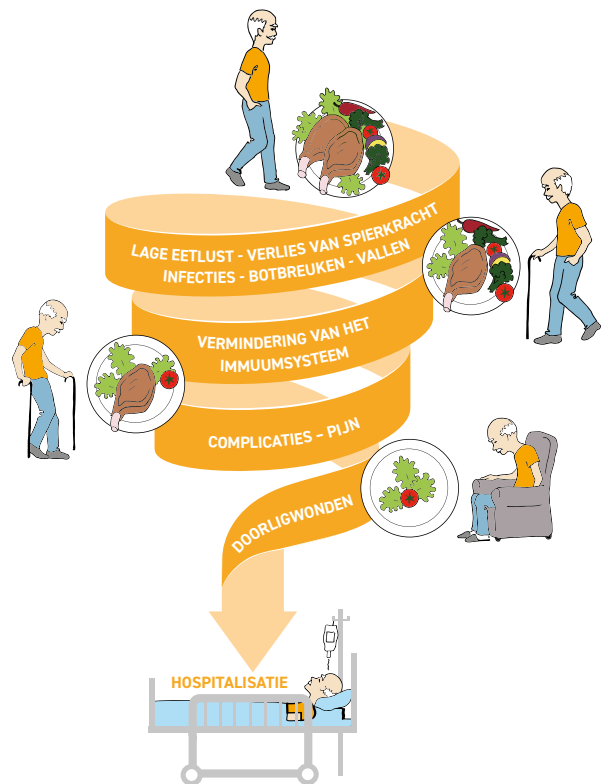 LAGE EETLUST - VERLIES VAN SPIERKRACHT
INFECTIES - BOTBREUKEN - VALLEN
VERMINDERING VAN HET
IMMUUMSYSTEEM
COMPLICATIES – PIJN
DOORLIGWONDEN
HOSPITALISATIE